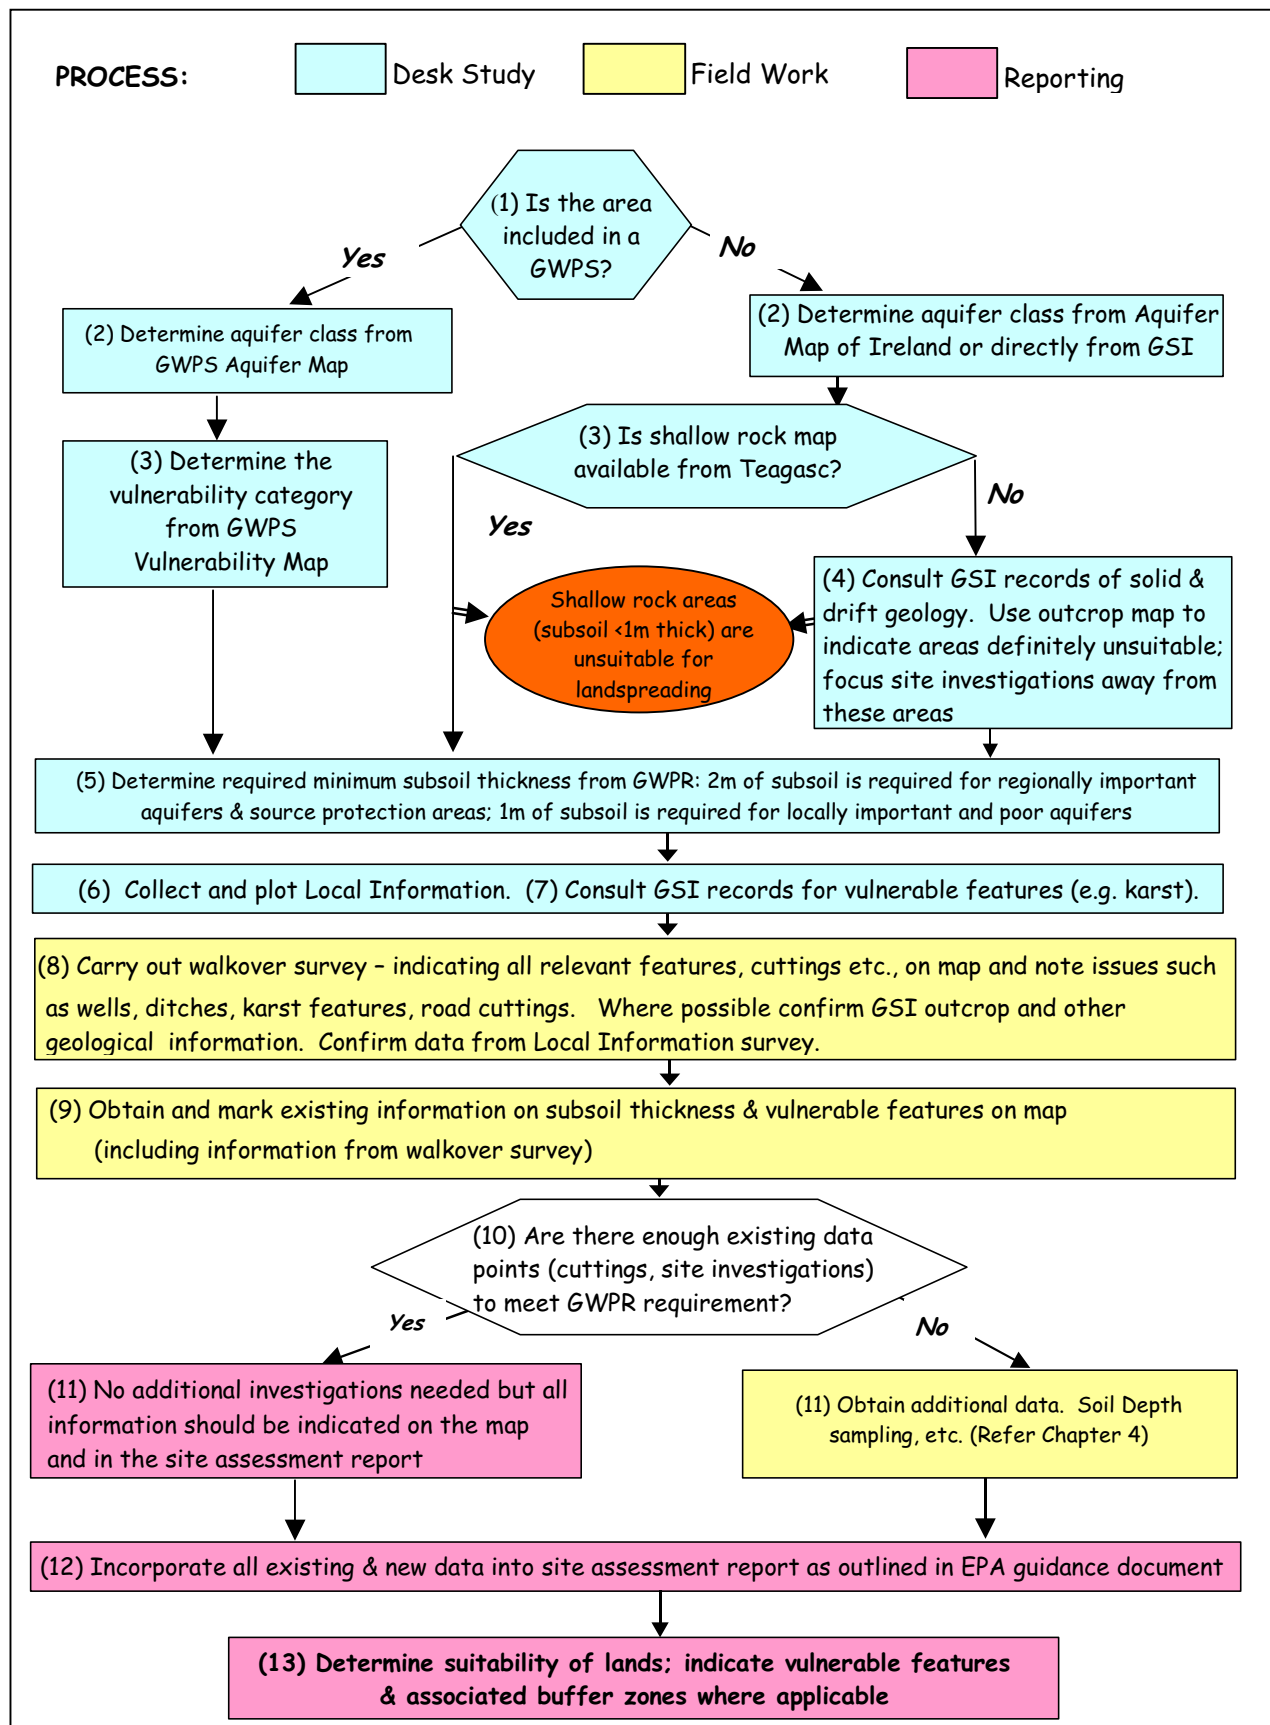 PROCESS:
Desk Study
Field Work
Reporting
(1) Is the area
included in a
GWPS?
Yes
No
(2) Determine aquifer class from
GWPS Aquifer Map
(2) Determine aquifer class from Aquifer
Map of Ireland or directly from GSI
(3) Determine the
vulnerability category
from GWPS
Vulnerability Map
(3) Is shallow rock map
available from Teagasc?
Yes
No
Shallow rock areas
(subsoil <1m thick) are
unsuitable for
landspreading
(4) Consult GSI records of solid &
drift geology. Use outcrop map to
indicate areas definitely unsuitable;
focus site investigations away from
these areas
(5) Determine required minimum subsoil thickness from GWPR: 2m of subsoil is required for regionally important
aquifers & source protection areas; 1m of subsoil is required for locally important and poor aquifers
(6) Collect and plot Local Information. (7) Consult GSI records for vulnerable features (e.g. karst).
(8) Carry out walkover survey – indicating all relevant features, cuttings etc., on map and note issues such
as wells, ditches, karst features, road cuttings. Where possible confirm GSI outcrop and other
geological information. Confirm data from Local Information survey.
(9) Obtain and mark existing information on subsoil thickness & vulnerable features on map
(including information from walkover survey)
(10) Are there enough existing data
points (cuttings, site investigations)
to meet GWPR requirement?
Yes
No
(11) No additional investigations needed but all
information should be indicated on the map
and in the site assessment report
(11) Obtain additional data. Soil Depth
sampling, etc. (Refer Chapter 4)
(12) Incorporate all existing & new data into site assessment report as outlined in EPA guidance document
(13) Determine suitability of lands; indicate vulnerable features
& associated buffer zones where applicable